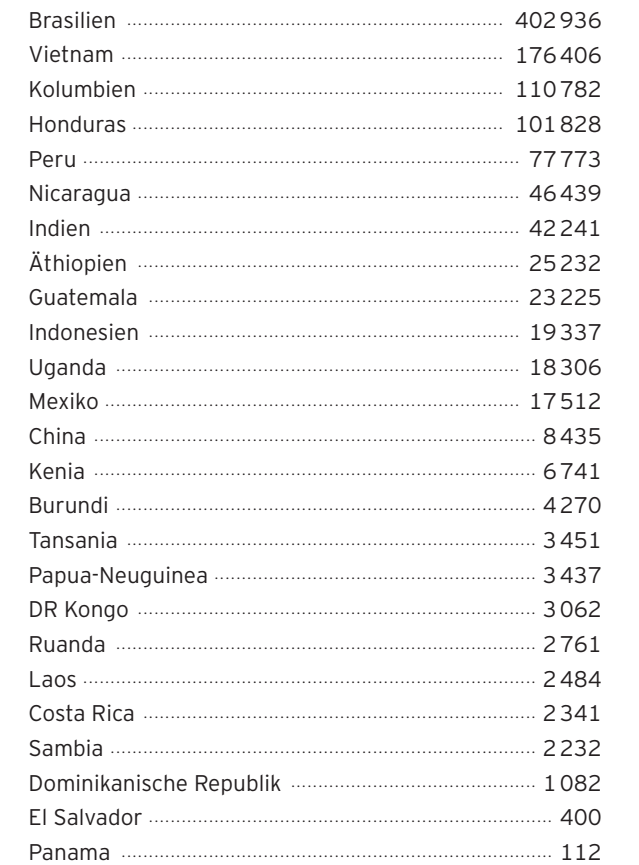 Brasilien 402 936
Vietnam 176 406
Kolumbien 110 782
Honduras 101 828
Peru 77 773
Nicaragua 46 439
Indien 42 241
Äthiopien 25 232
Guatemala 23 225
Indonesien 19 337
Uganda 18 306
Mexiko 17 512
China 8 435
Kenia 6 741
Burundi 4 270
Tansania 3 451
Papua-Neuguinea 3 437
DR Kongo 3 062
Ruanda 2 761
Laos 2 484
Costa Rica 2 341
Sambia 2 232
Dominikanische Republik 1 082
El Salvador 400
Panama 112